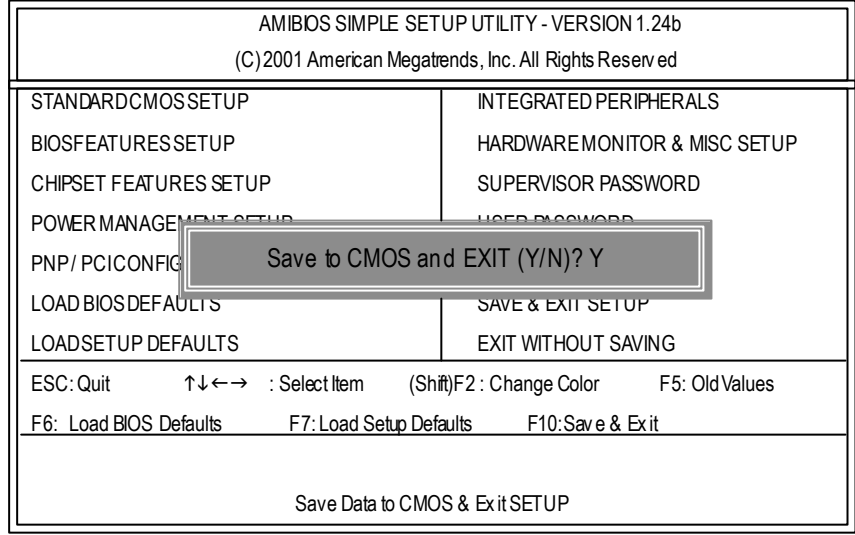 AMIBIOS SIMPLE SETUP UTILITY - VERSION 1.24b
(C) 2001 American Megatrends, Inc. All Rights Reserved
STANDARD CMOS SETUP
BIOS FEATURES SETUP
CHIPSET FEATURES SETUP
POWER MANAGEMENT SETUP
PNP / PCI CONFIG
LOAD BIOS DEFAULTS
LOAD SETUP DEFAULTS
INTEGRATED PERIPHERALS
HARDWARE MONITOR & MISC SETUP
SUPERVISOR PASSWORD
USER PASSWORD
SAVE & EXIT SETUP
EXIT WITHOUT SAVING
Save to CMOS and EXIT (Y/N)? Y
ESC: Quit ↑↓←→ : Select Item (Shift)F2 : Change Color F5: Old Values
F6: Load BIOS Defaults F7: Load Setup Defaults F10: Save & Exit
Save Data to CMOS & Exit SETUP